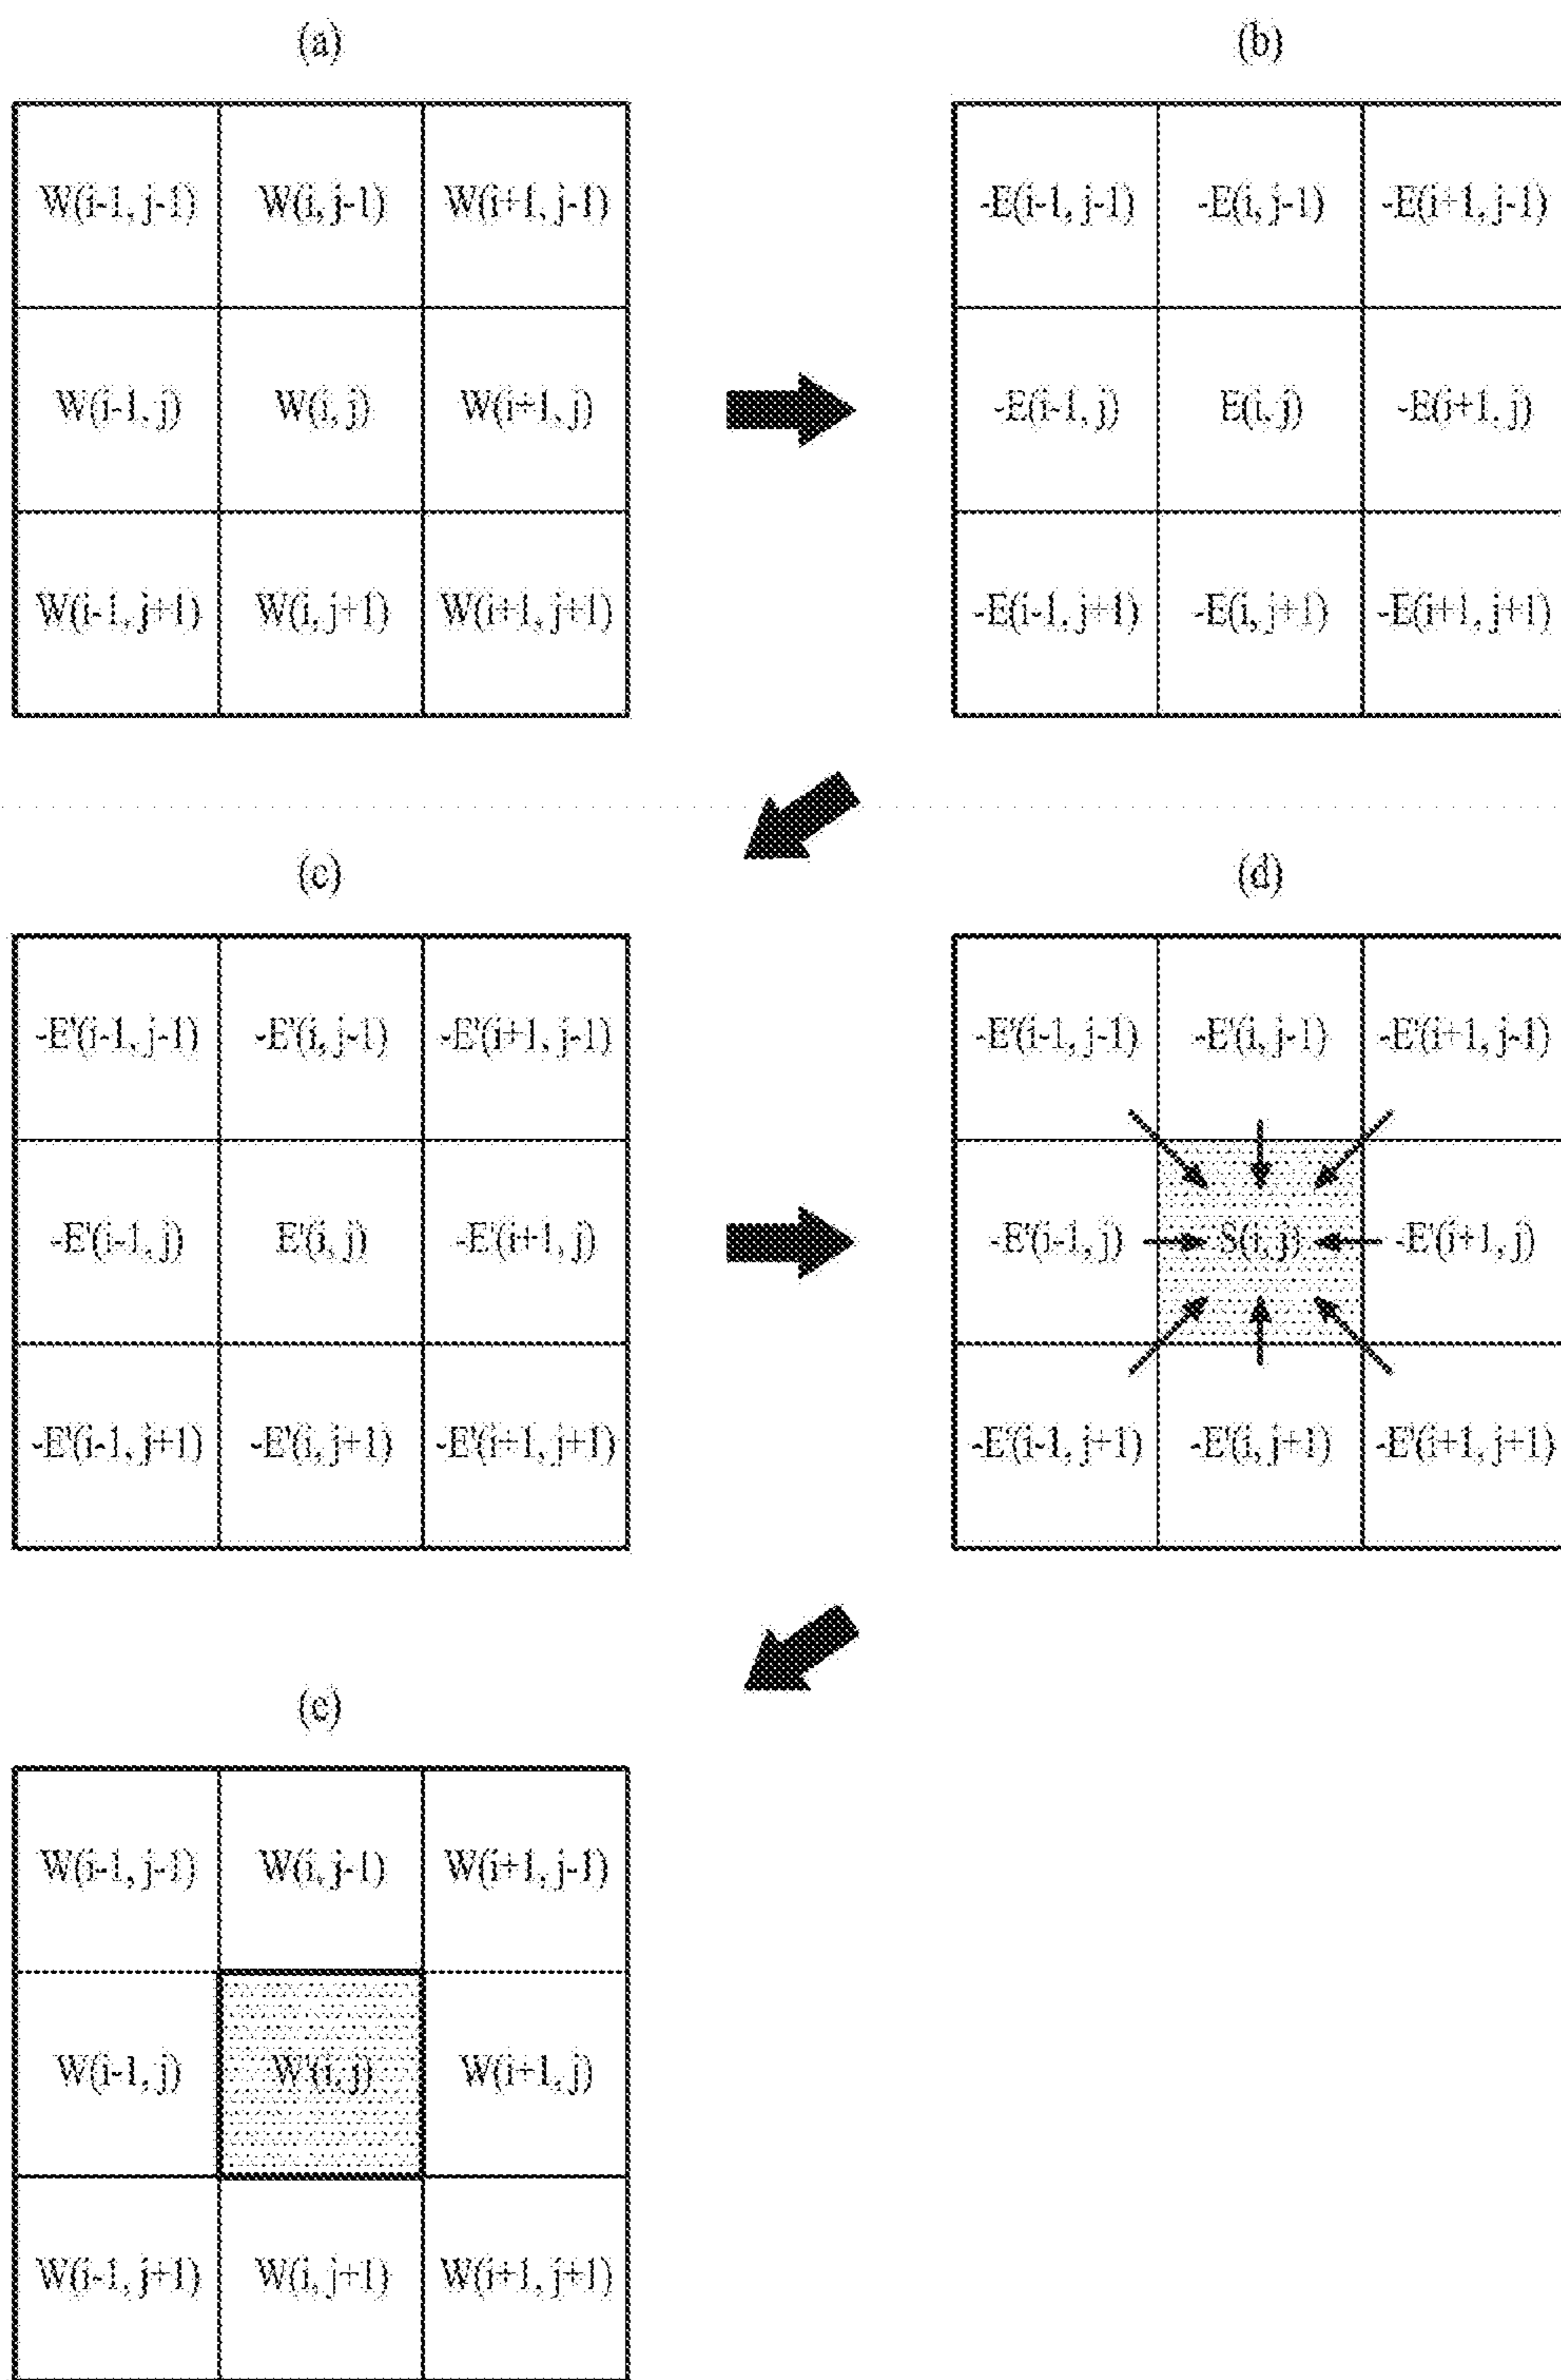 (a) (b)
W(i-1, j-1) W(i, j-1) W(i+1, j-1) -E(i-1, j-1) -E(i, j-1) -E(i+1, j-1)
W(i-1, j) W(i, j) W(i+1, j) -E(i-1, j) E(i, j) -E(i+1, j)
W(i-1, j+1) W(i, j+1) W(i+1, j+1) -E(i-1, j+1) -E(i, j+1) -E(i+1, j+1)
(c) (d)
-E'(i-1, j-1) -E'(i, j-1) -E'(i+1, j-1) -E'(i-1, j-1) -E'(i, j-1) -E'(i+1, j-1)
-E'(i-1, j) E'(i, j) -E'(i+1, j) -E'(i-1, j) S(i, j) -E'(i+1, j)
-E'(i-1, j+1) -E'(i, j+1) -E'(i+1, j+1) -E'(i-1, j+1) -E'(i, j+1) -E'(i+1, j+1)
(e)
W(i-1, j-1) W(i, j-1) W(i+1, j-1)
W(i-1, j) W'(i, j) W(i+1, j)
W(i-1, j+1) W(i, j+1) W(i+1, j+1)